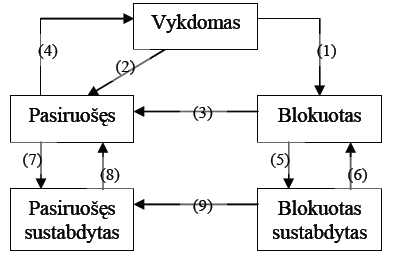 Vykdomas
(4)
(2)
(1)
Pasiruošęs
(3)
Blokuotas
(7)
(8)
(5)
(6)
Pasiruošęs
sustabdytas
(9)
Blokuotas
sustabdytas